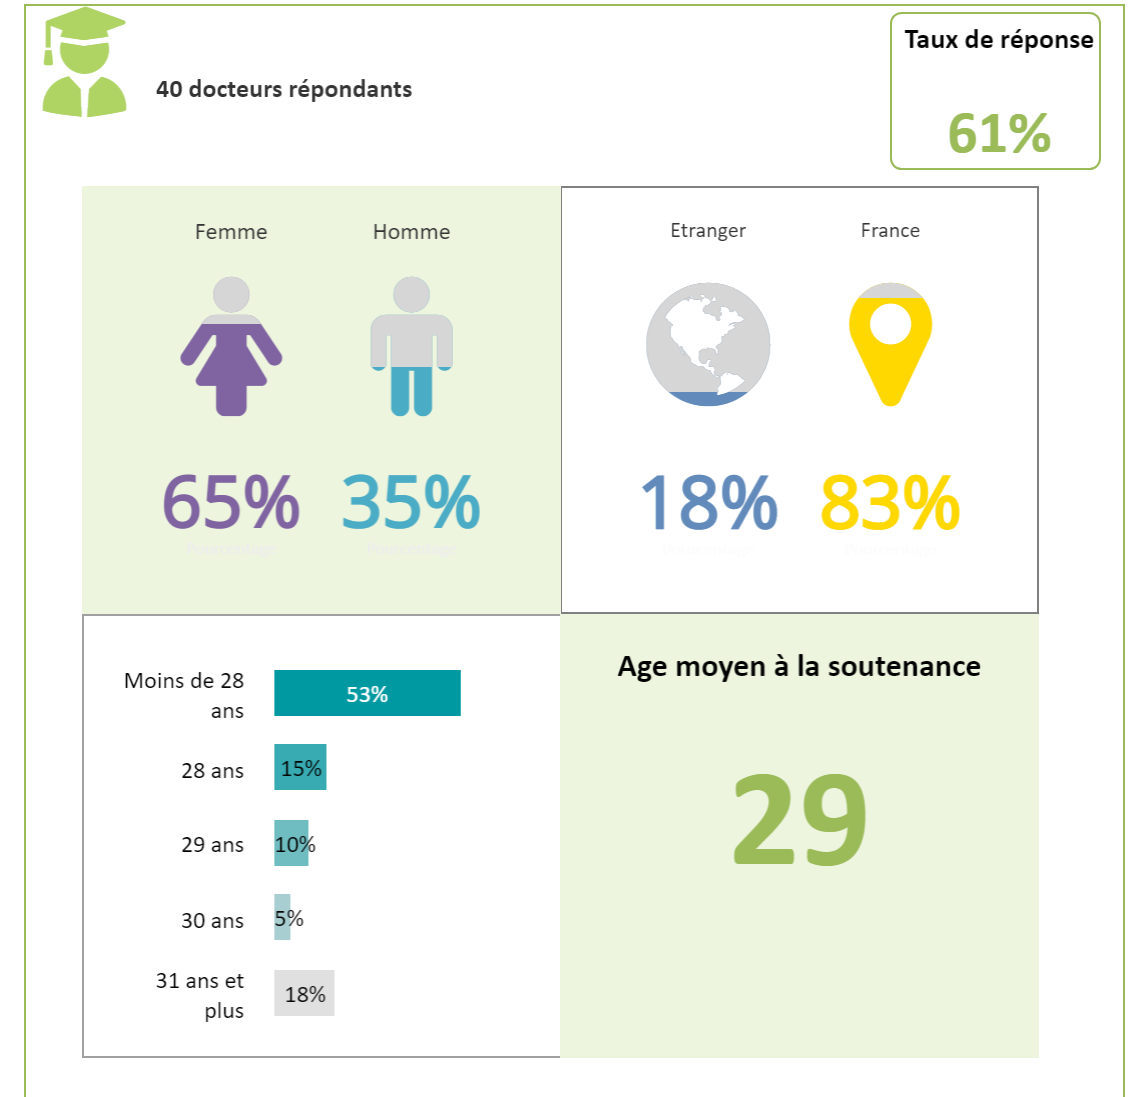 40 docteurs répondants
Taux de réponse
61%
Femme
Homme
65%
35%
Etranger
France
18%
83%
Moins de 28
ans
53%
28 ans
15%
29 ans
10%
30 ans
5%
31 ans et
plus
18%
Age moyen à la soutenance
29